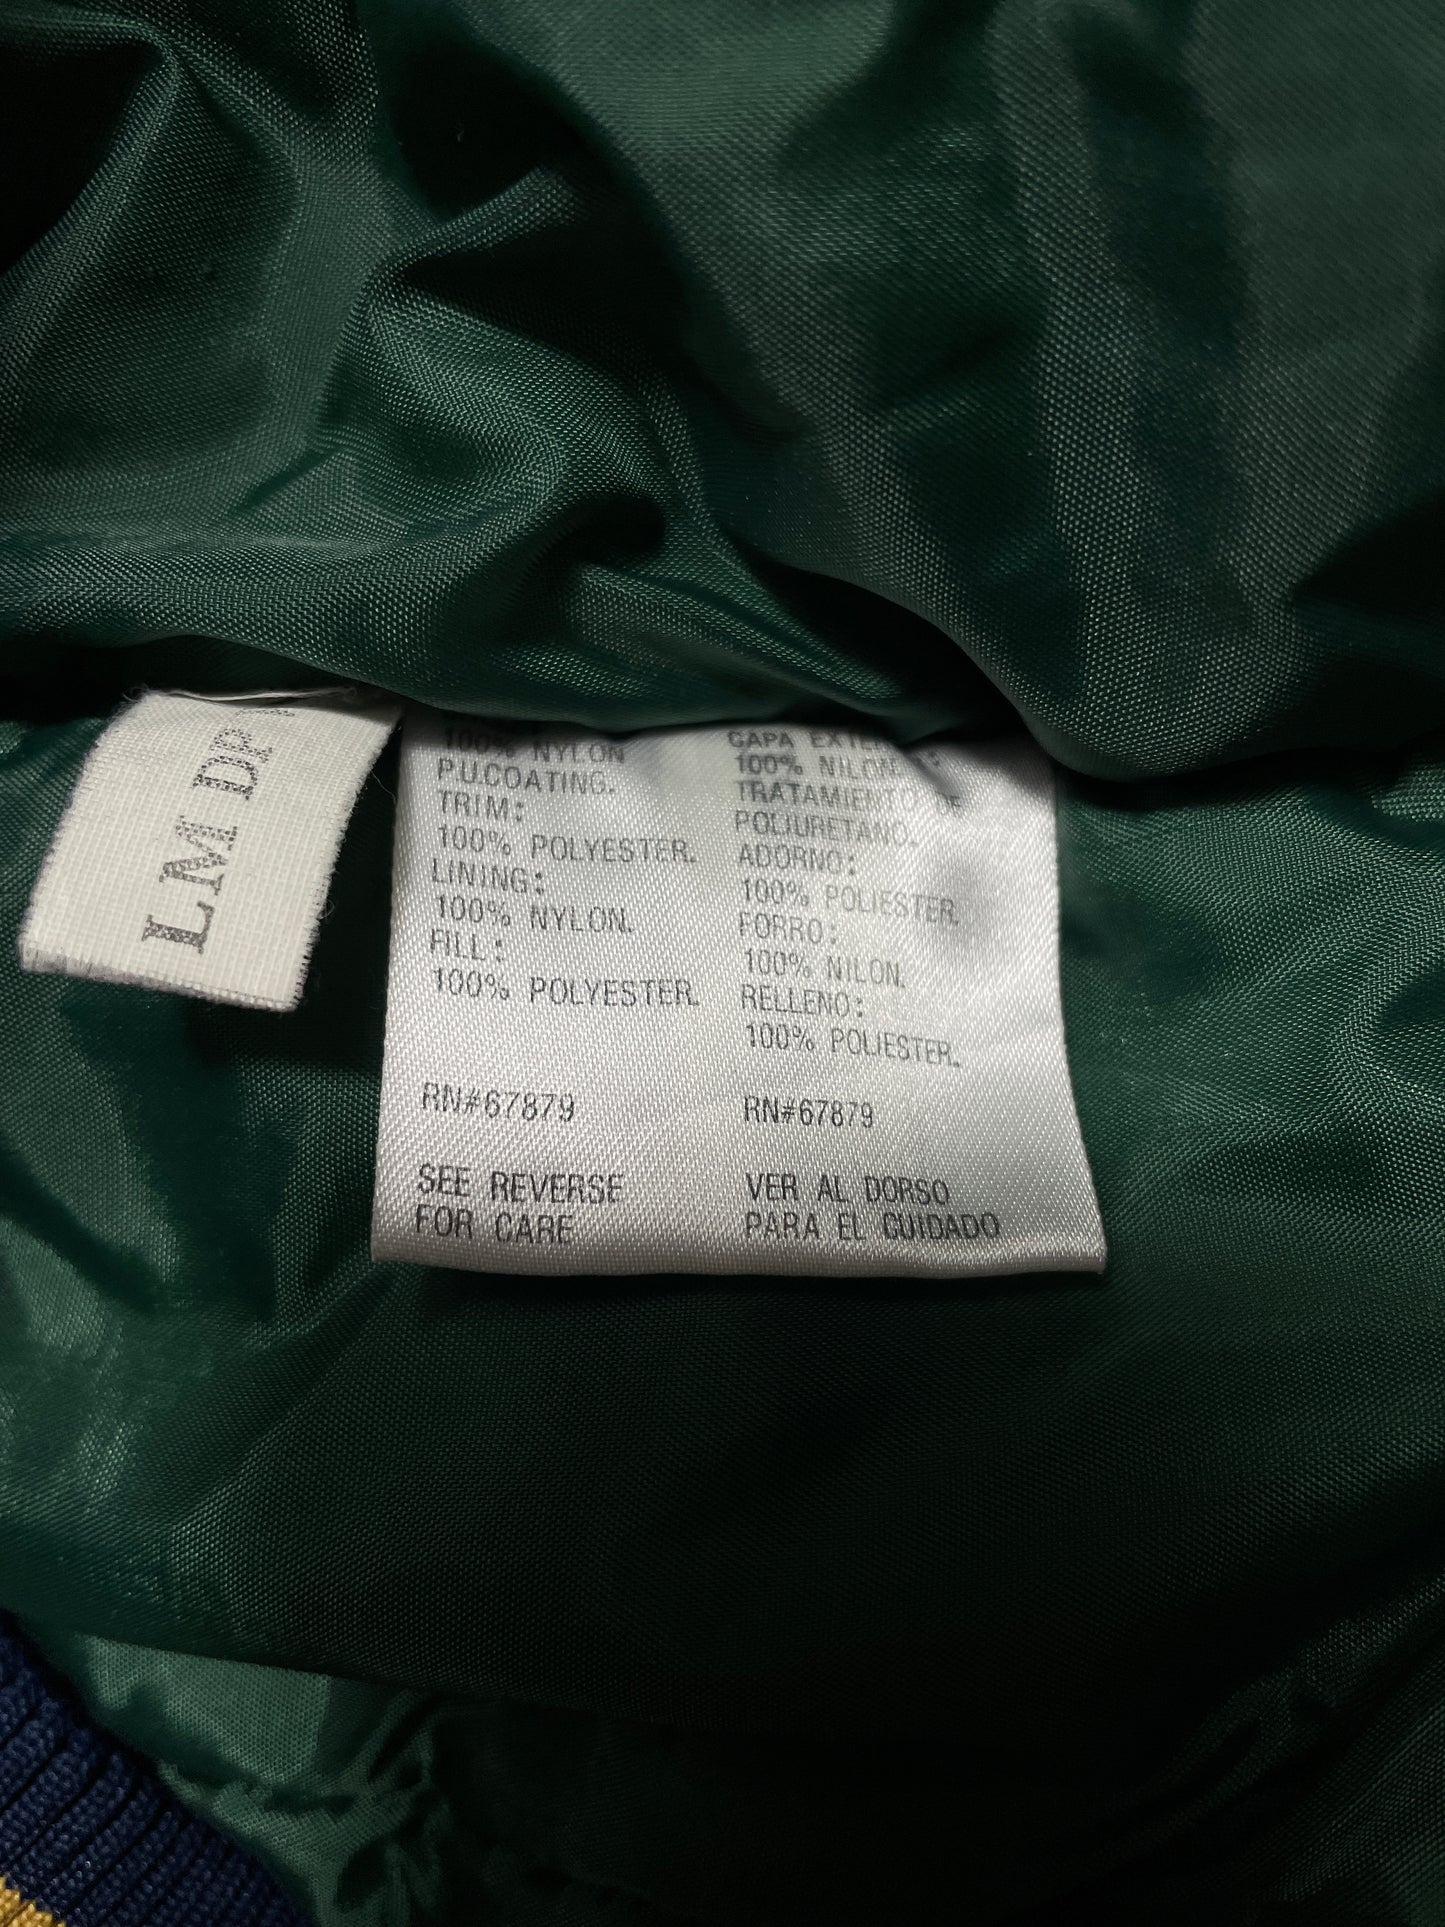 LM DP
100% NYLON
P.U.COATING.
TRIM:
100% POLYESTER.
LINING:
100% NYLON.
FILL:
100% POLYESTER.
RN#67879
SEE REVERSE
FOR CARE
CAPA
100% NILON
TRATAMIENTO DE
POLIURETANO.
ADORNO:
100% POLIESTER.
FORRO:
100% NILON.
RELLENO:
100% POLIESTER.
RN#67879
VER AL DORSO
PARA EL CUIDADO